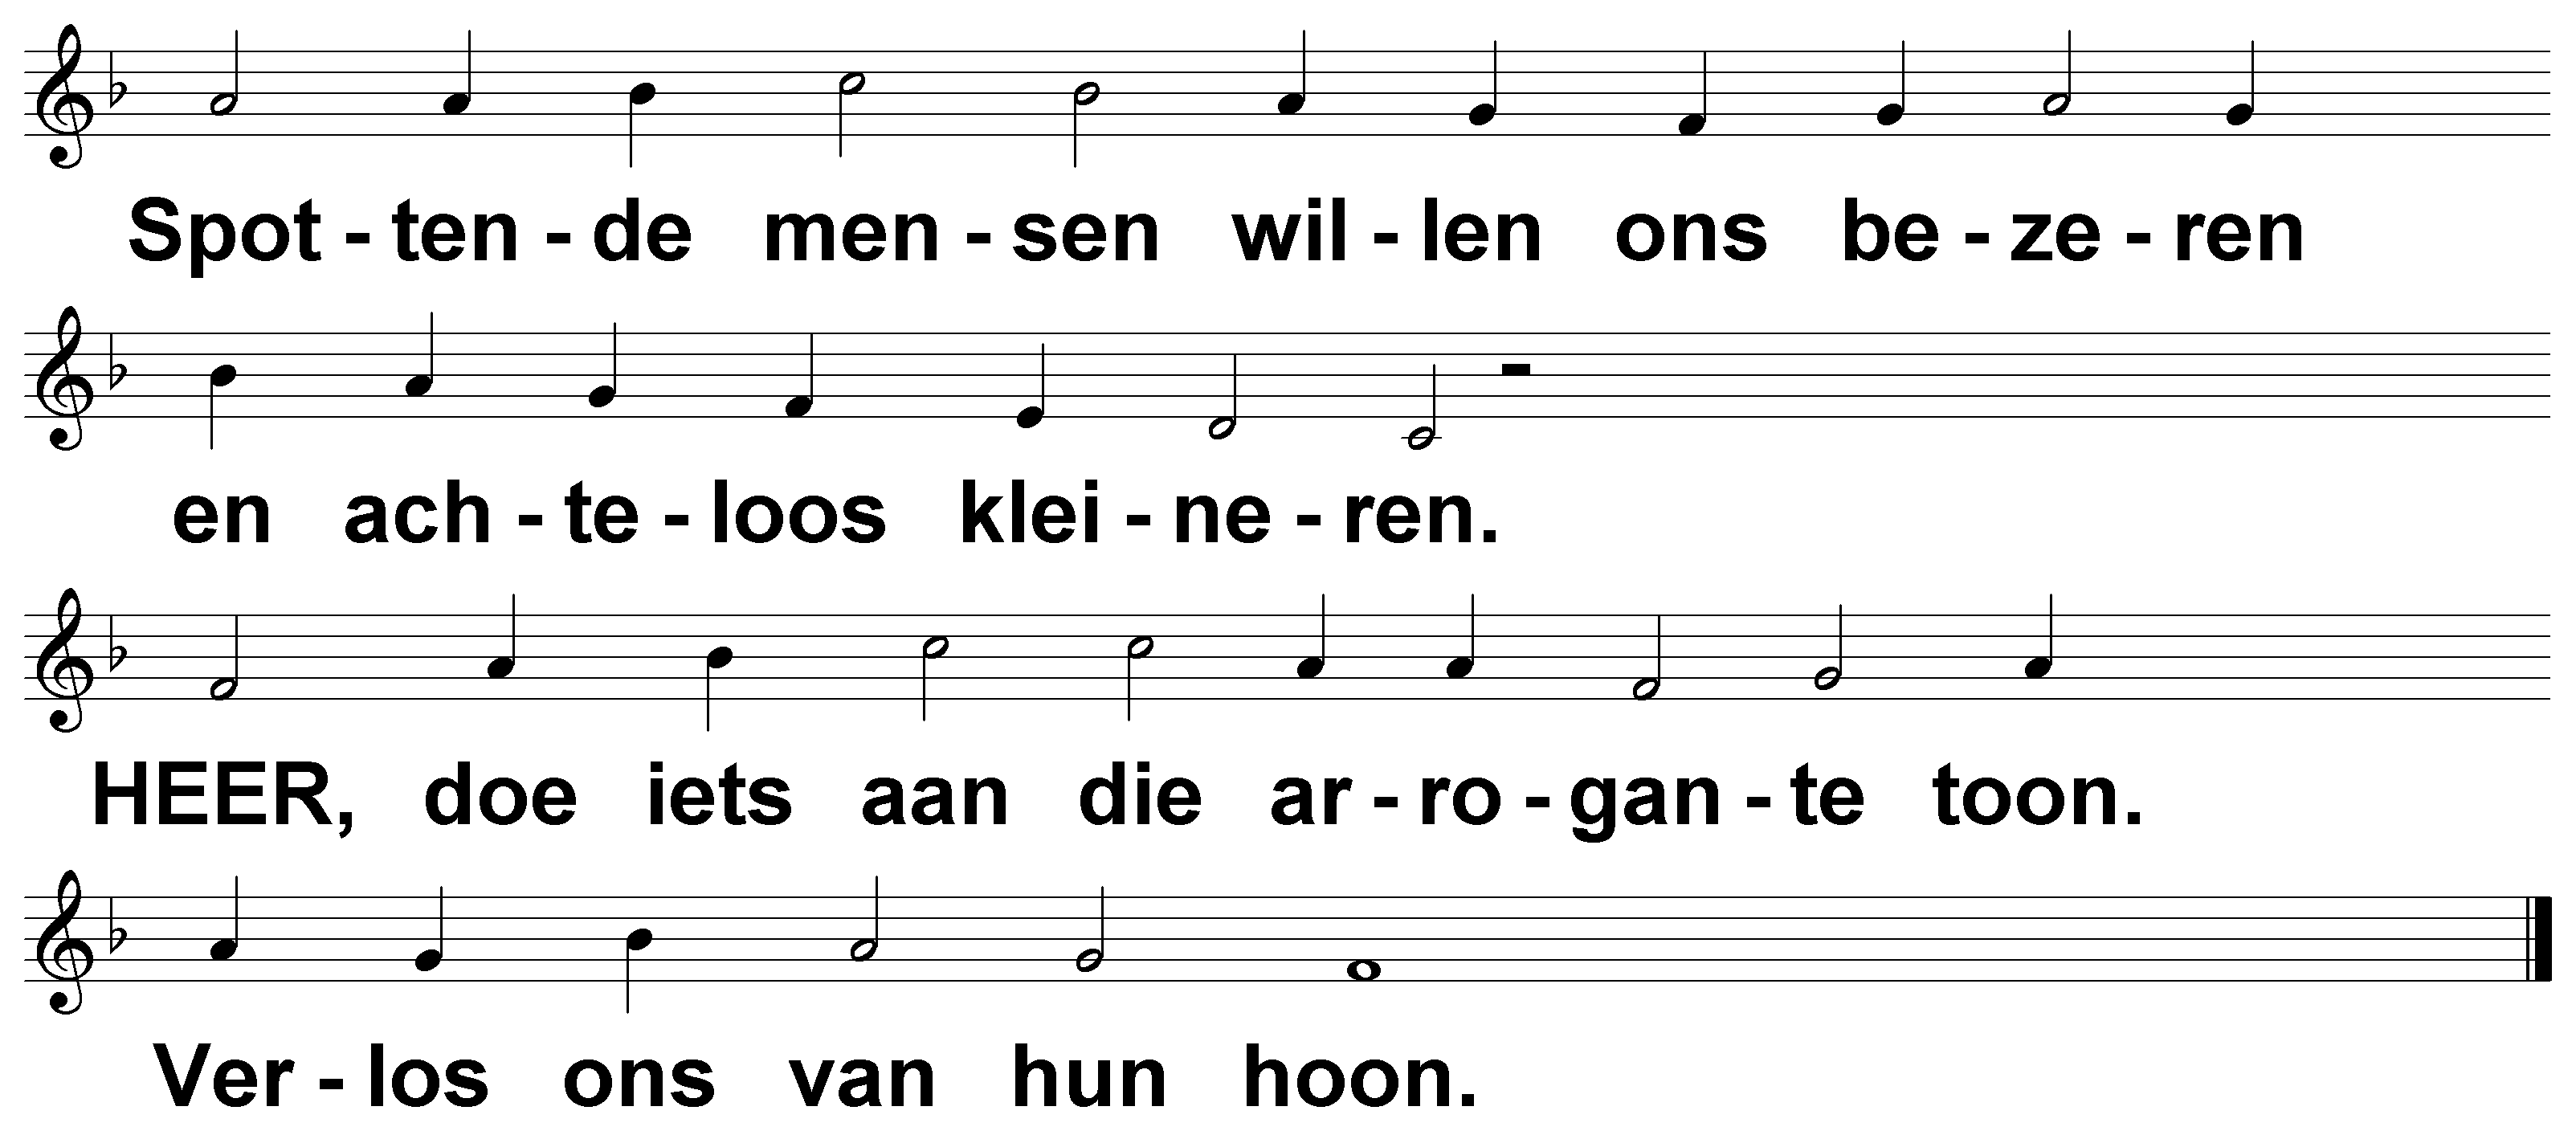 Spot - ten - de men - sen wil - len ons be - ze - ren
en ach - te - loos klei - ne - ren.
HEER, doe iets aan die ar - ro - gan - te toon.
Ver - los ons van hun hoon.